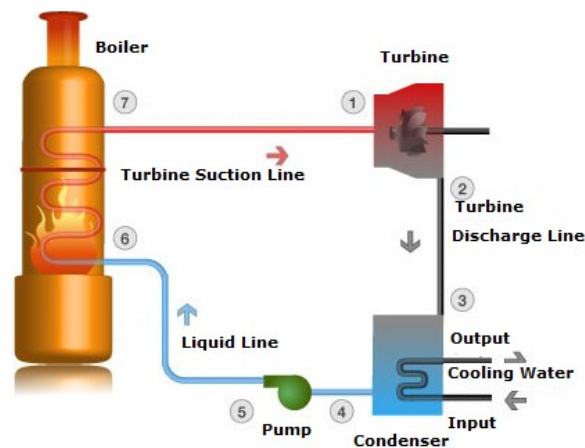 Boiler
Turbine
7
1
Turbine Suction Line
2
Turbine
Discharge Line
6
3
Output
Liquid Line
Cooling Water
5
4
Input
Pump
Condenser